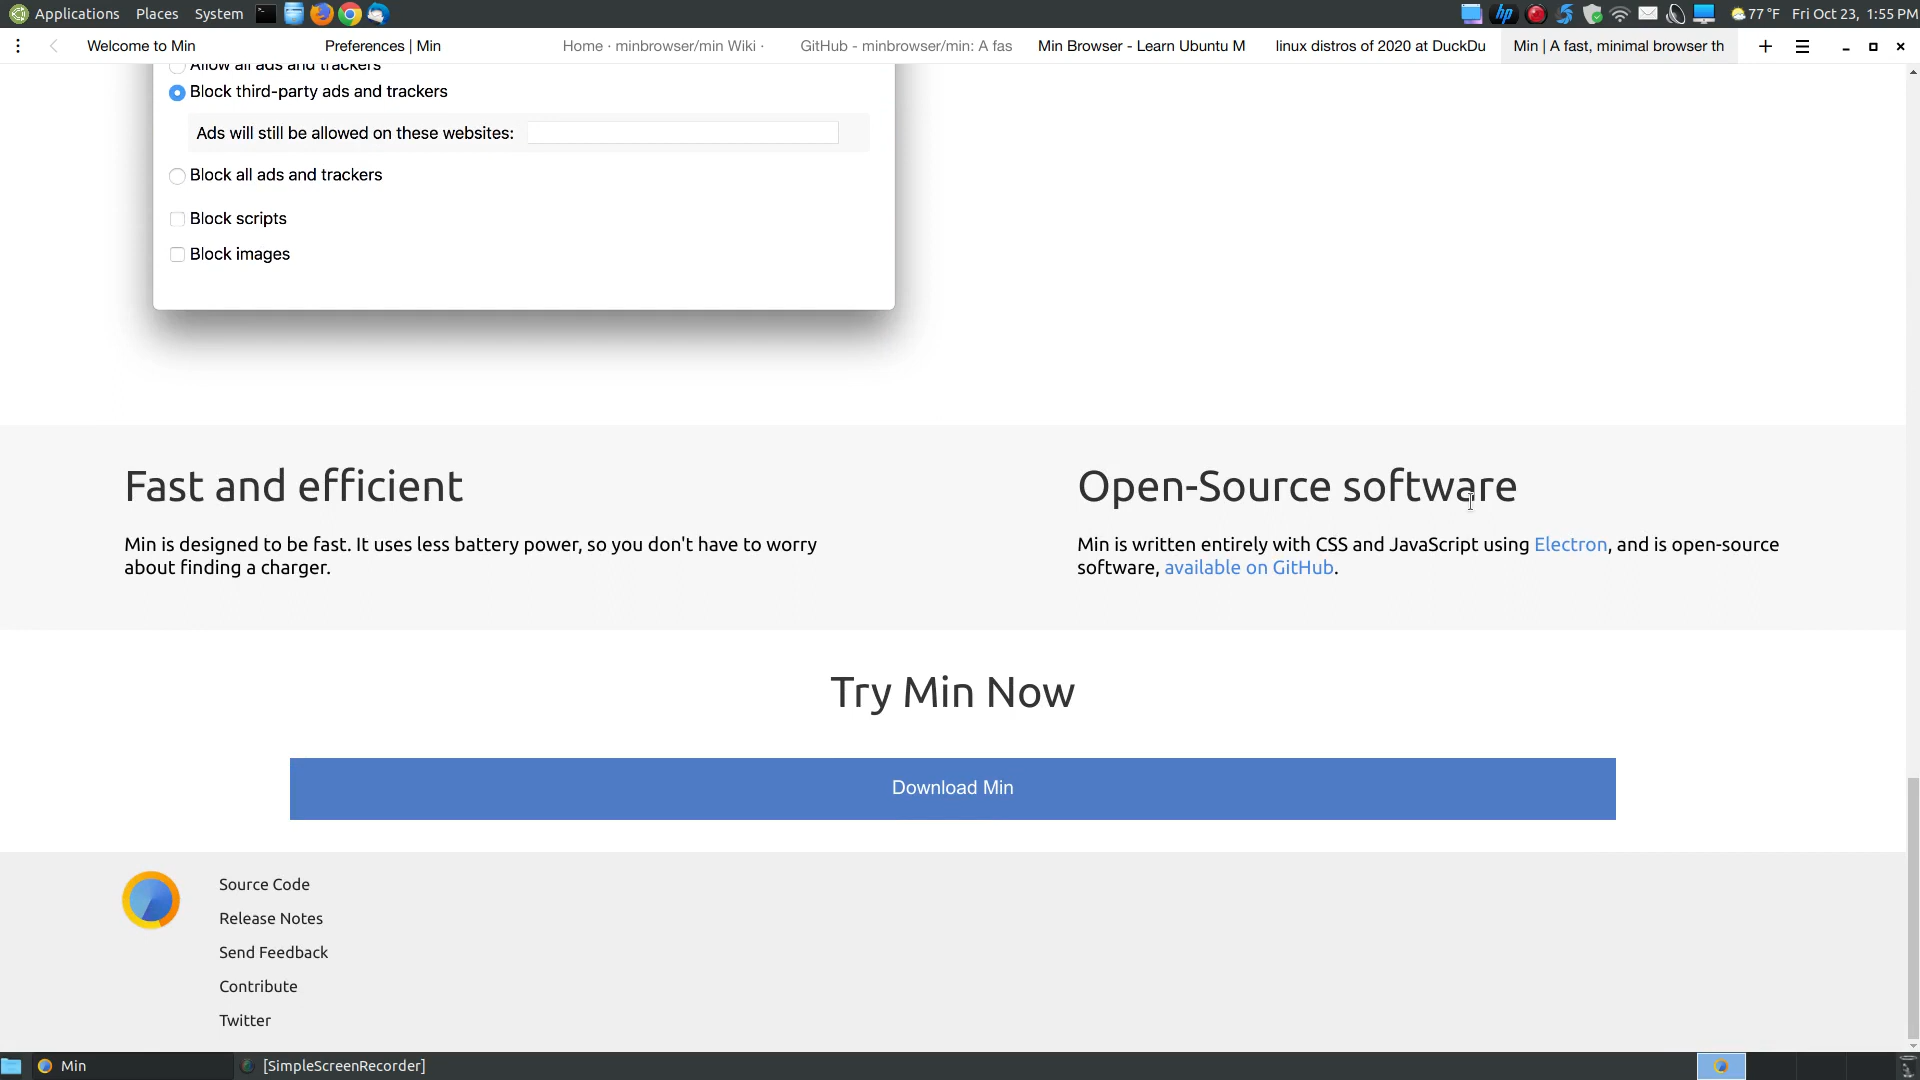 Applications Places System
77 °F Fri Oct 23, 1:55 PM
Welcome to Min
Preferences | Min
Home · minbrowser/min Wiki ·
GitHub - minbrowser/min: A fas
Min Browser - Learn Ubuntu M
linux distros of 2020 at DuckDu
Min | A fast, minimal browser th
Allow all ads and trackers
Block third-party ads and trackers
Ads will still be allowed on these websites:
Block all ads and trackers
Block scripts
Block images
Fast and efficient
Min is designed to be fast. It uses less battery power, so you don't have to worry
about finding a charger.
Open-Source software
Min is written entirely with CSS and JavaScript using Electron, and is open-source
software, available on GitHub.
Try Min Now
Download Min
Source Code
Release Notes
Send Feedback
Contribute
Twitter
Min
[SimpleScreenRecorder]